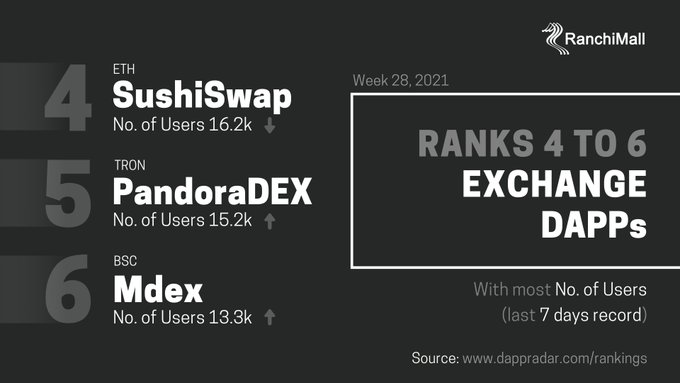 RanchiMall
4
ETH
SushiSwap
No. of Users 16.2k ↓
5
TRON
PandoraDEX
No. of Users 15.2k ↑
6
BSC
Mdex
No. of Users 13.3k ↑
Week 28, 2021
RANKS 4 TO 6
EXCHANGE
DAPPs
With most No. of Users
(last 7 days record)
Source: www.dappradar.com/rankings